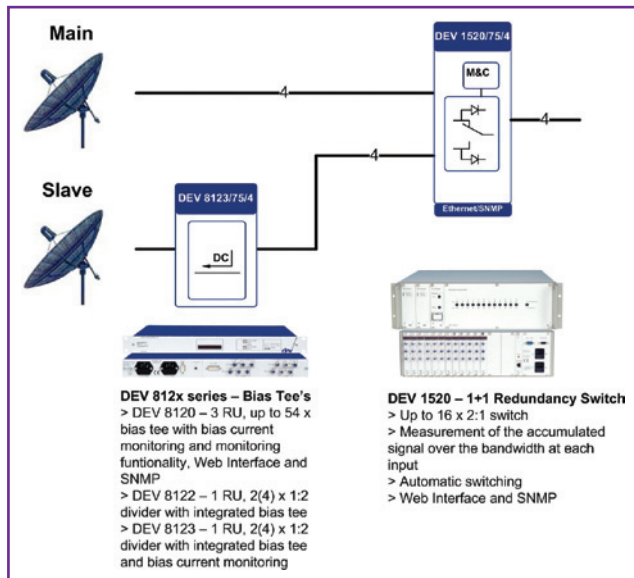 Main
DEV 1520/75/4
M&C
4
4
4
Slave
DEV 8123/75/4
DC
Ethernet/SNMP
DEV 812x series – Bias Tee's
> DEV 8120 – 3 RU, up to 54 x
bias tee with bias current
monitoring and monitoring
funtionality, Web Interface and
SNMP
> DEV 8122 – 1 RU, 2(4) x 1:2
divider with integrated bias tee
> DEV 8123 – 1 RU, 2(4) x 1:2
divider with integrated bias tee
and bias current monitoring
DEV 1520 – 1+1 Redundancy Switch
> Up to 16 x 2:1 switch
> Measurement of the accumulated
signal over the bandwidth at each
input
> Automatic switching
> Web Interface and SNMP